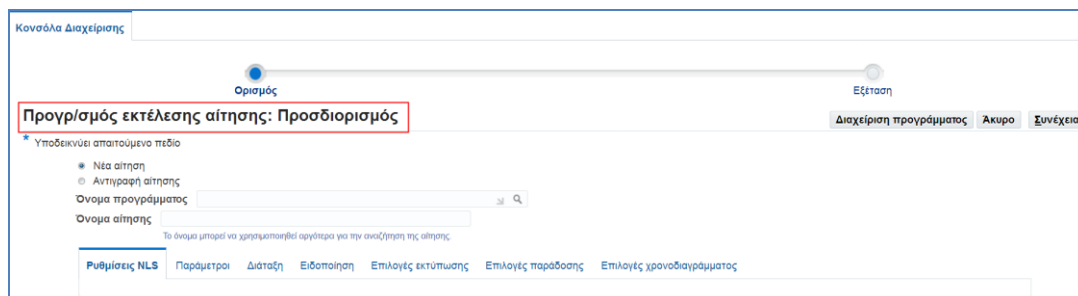 Κονσόλα Διαχείρισης
Ορισμός Εξέταση
Προγρ/σμός εκτέλεσης αίτησης: Προσδιορισμός
Διαχείριση προγράμματος Άκυρο Συνέχεια
* Υποδεικνύει απαιτούμενο πεδίο
Νέα αίτηση
Αντιγραφή αίτησης
Όνομα προγράμματος
Όνομα αίτησης
Το όνομα μπορεί να χρησιμοποιηθεί αργότερα για την αναζήτηση της αίτησης.
Ρυθμίσεις NLS Παράμετροι Διάταξη Ειδοποίηση Επιλογές εκτύπωσης Επιλογές παράδοσης Επιλογές χρονοδιαγράμματος